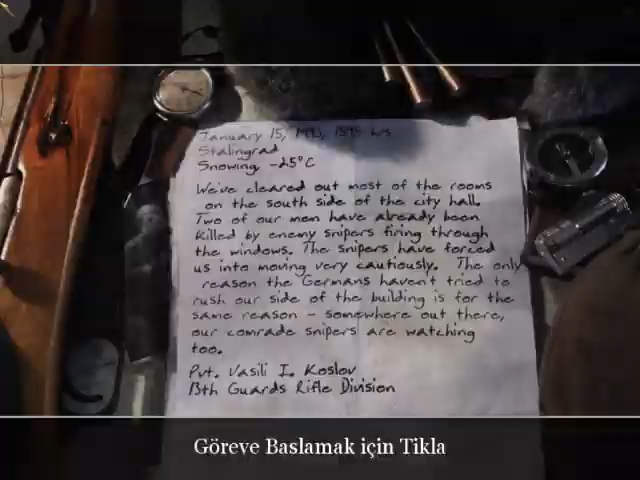 January 15, 1943, 1545 hrs
Stalingrad
Snowing -25°C
We've cleared out most of the rooms
on the south side of the city hall.
Two of our men have already been
killed by enemy snipers firing through
the windows. The snipers have forced
us into moving very cautiously. The only
reason the Germans haven't tried to
rush our side of the building is for the
same reason - somewhere out there,
our comrade snipers are watching
too.
Pvt. Vasili I. Koslov
13th Guards Rifle Division
Göreve Baslamak için Tikla